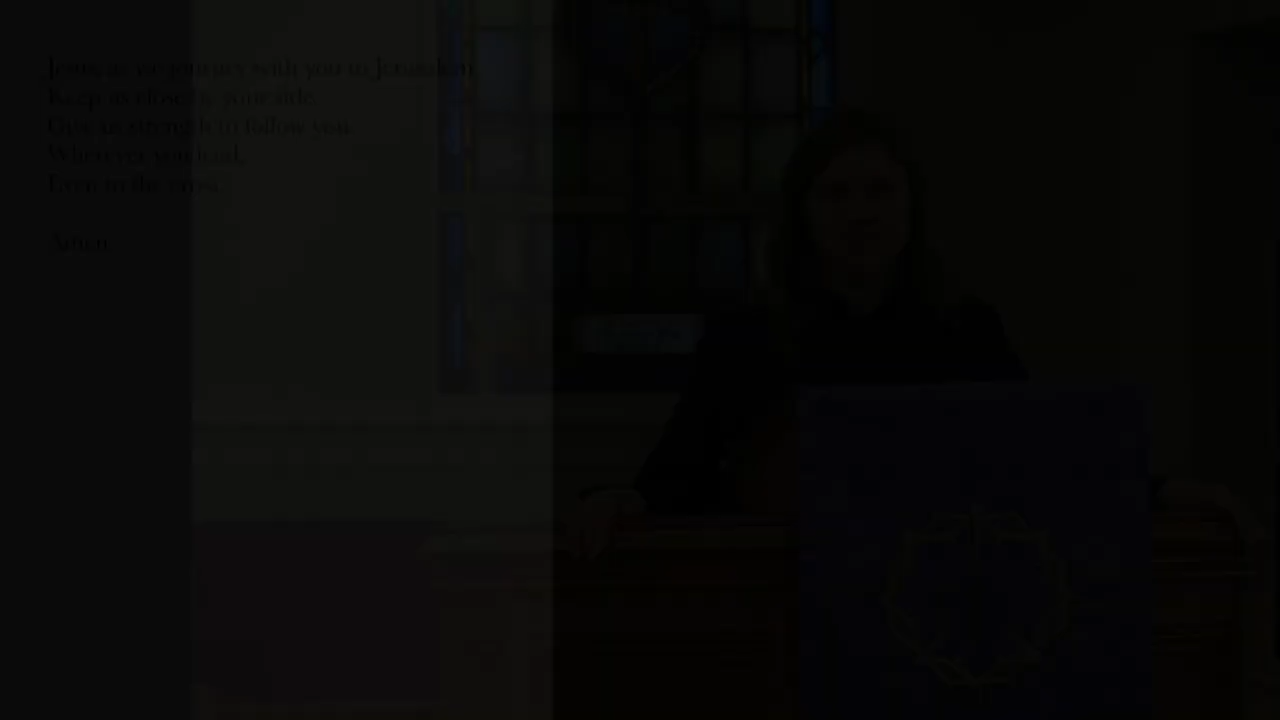 Jesus, as we journey with you to Jerusalem,
Keep us close to your side.
Give us strength to follow you
Wherever you lead,
Even to the cross.
Amen.